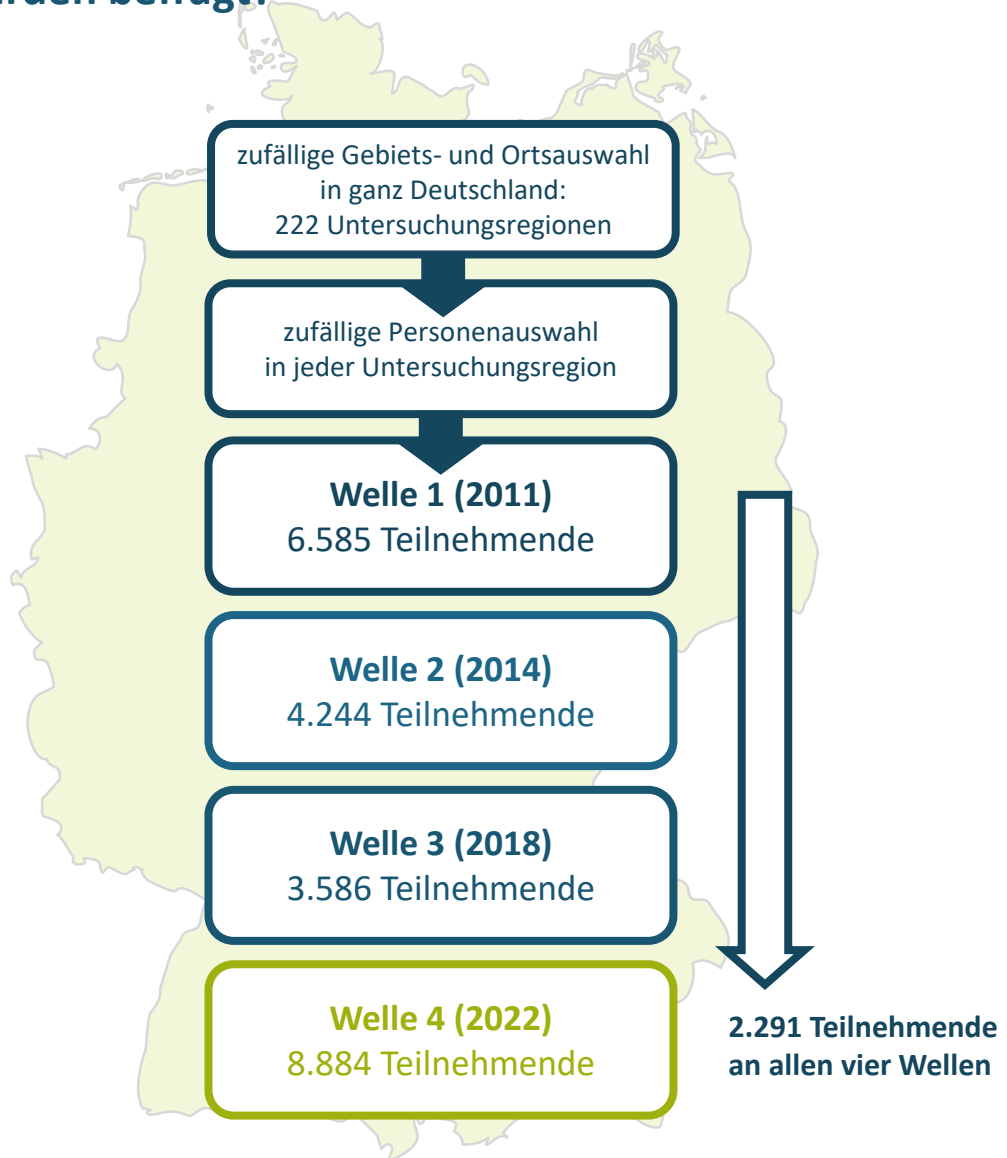 befragt?
zufällige Gebiets- und Ortsauswahl
in ganz Deutschland:
222 Untersuchungsregionen
zufällige Personenauswahl
in jeder Untersuchungsregion
Welle 1 (2011)
6.585 Teilnehmende
Welle 2 (2014)
4.244 Teilnehmende
Welle 3 (2018)
3.586 Teilnehmende
Welle 4 (2022)
8.884 Teilnehmende
2.291 Teilnehmende
an allen vier Wellen